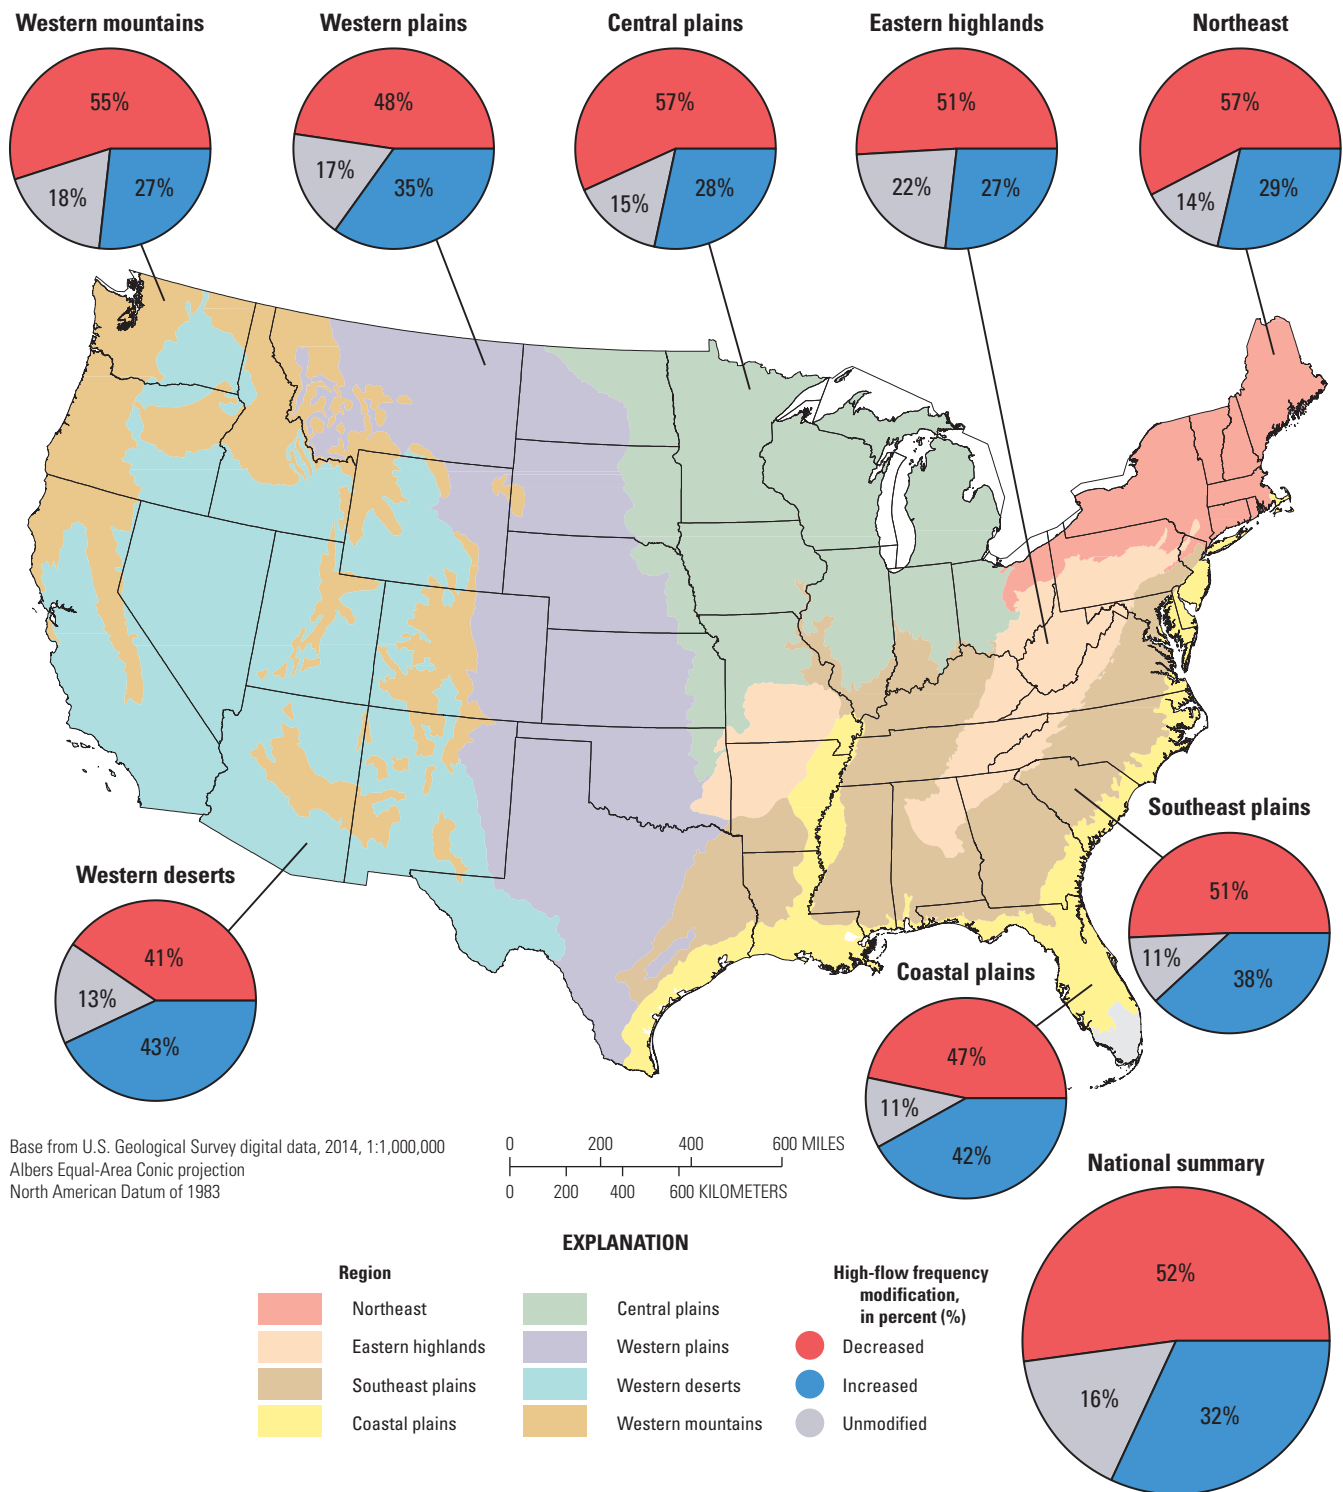 Western mountains
55%
18%
27%
Western plains
48%
17%
35%
Central plains
57%
15%
28%
Eastern highlands
51%
22%
27%
Northeast
57%
14%
29%
Western deserts
41%
13%
43%
Southeast plains
51%
11%
38%
Coastal plains
47%
11%
42%
National summary
52%
16%
32%
Base from U.S. Geological Survey digital data, 2014, 1:1,000,000
Albers Equal-Area Conic projection
North American Datum of 1983
0 200 400 600 MILES
0 200 400 600 KILOMETERS
EXPLANATION
Region
Northeast
Eastern highlands
Southeast plains
Coastal plains
Central plains
Western plains
Western deserts
Western mountains
High-flow frequency
modification,
in percent (%)
Decreased
Increased
Unmodified